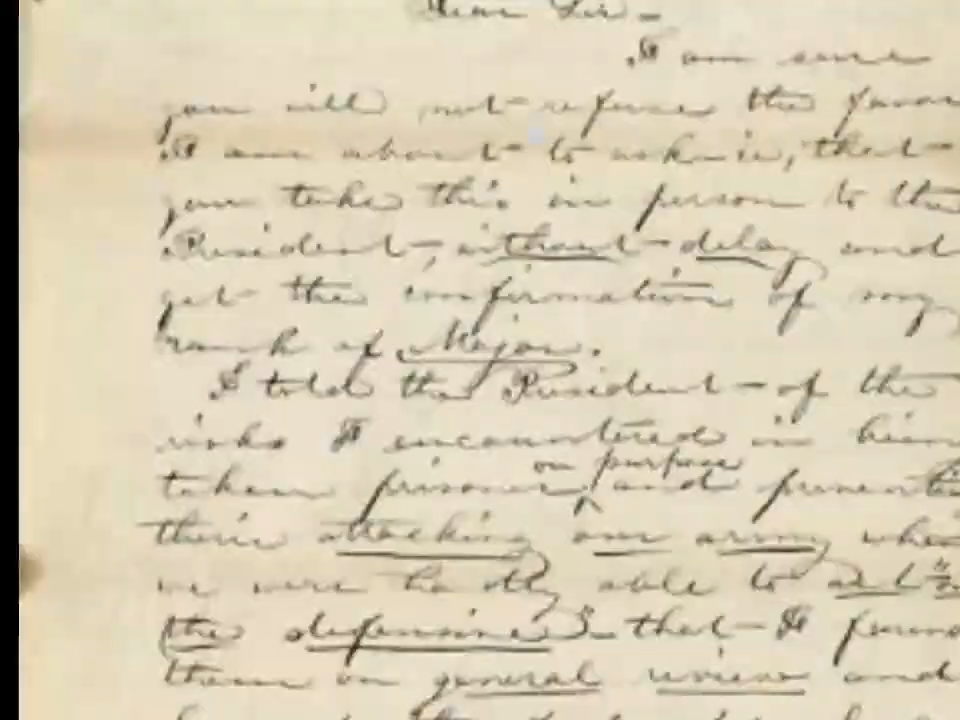 Dear Sir -
I am sure
you will not refuse the favor
I am about to ask - ie, that -
you take this in person to the
President, without delay and
get the confirmation of my
rank of Major.
I told the President - of the
risks I encountered in bein
taken prisoner on purpose and preventi
their attacking our army when
we were hardly able to act "on
the defensive" - that - I found
them on general review and